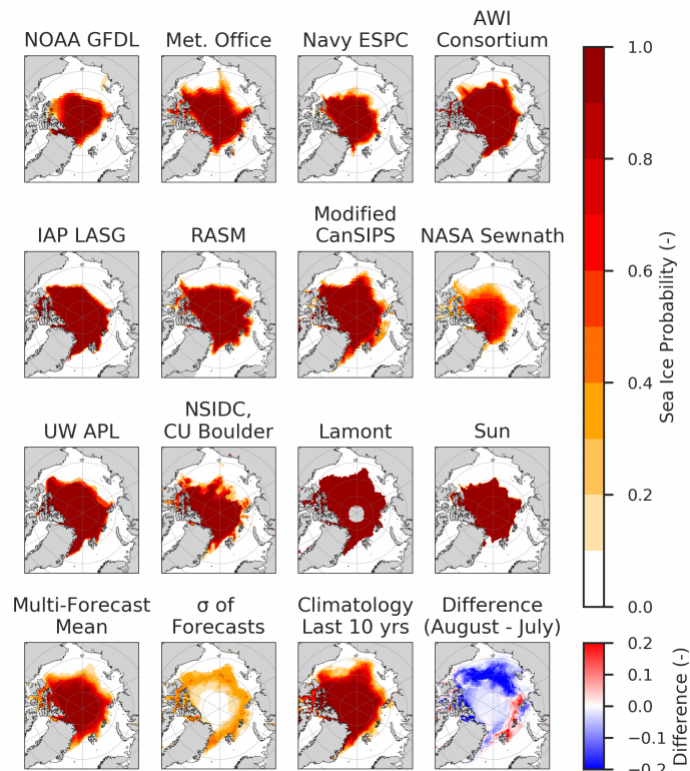 NOAA GFDL
Met. Office
Navy ESPC
AWI
Consortium
IAP LASG
RASM
Modified
CanSIPS
NASA Sewnath
UW APL
NSIDC,
CU Boulder
Lamont
Sun
Multi-Forecast
Mean
σ of
Forecasts
Climatology
Last 10 yrs
Difference
(August - July)
1.0
0.8
0.6
0.4
0.2
0.0
Sea Ice Probability (-)
0.2
0.1
0.0
−0.1
−0.2
Difference (-)